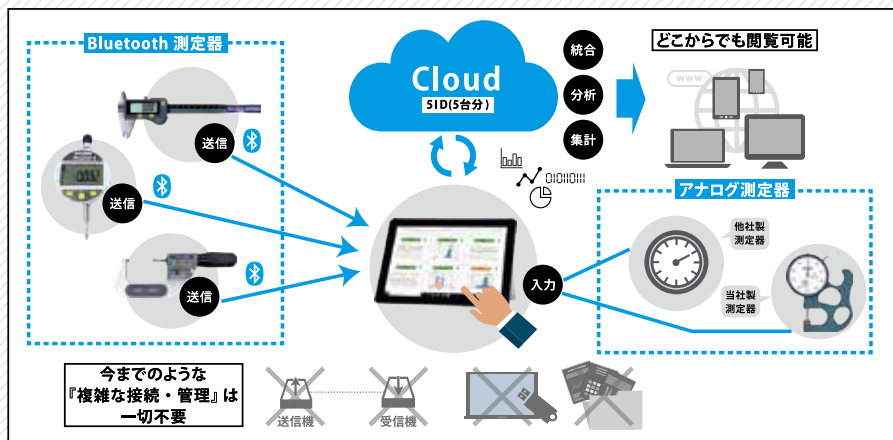 Bluetooth 測定器
送信
送信
送信
Cloud
5ID(5台分)
統合
分析
集計
どこからでも閲覧可能
www
01011011
アナログ測定器
他社製
測定器
当社製
測定器
入力
今までのような
『複雑な接続・管理』は
一切不要
送信機
受信機